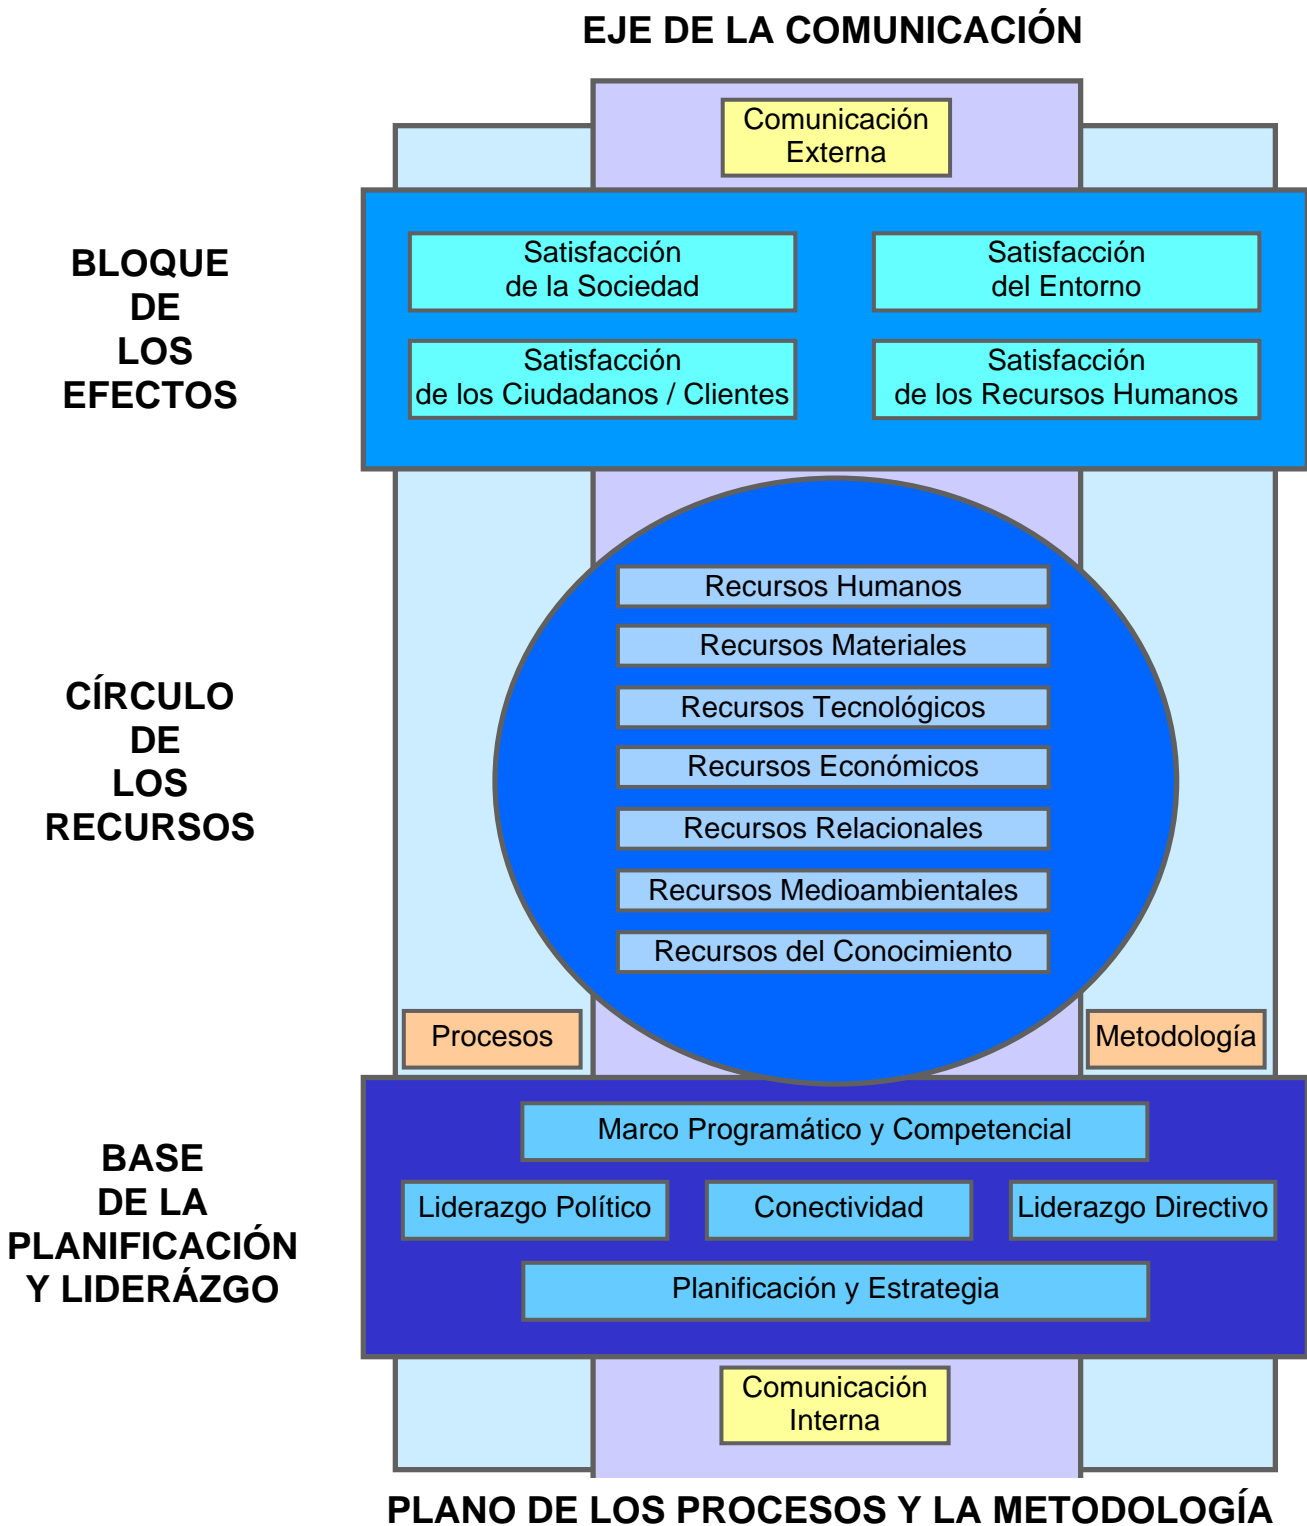 EJE DE LA COMUNICACIÓN
Comunicación
Externa
BLOQUE
DE
LOS
EFECTOS
Satisfacción
de la Sociedad
Satisfacción
del Entorno
Satisfacción
de los Ciudadanos / Clientes
Satisfacción
de los Recursos Humanos
CÍRCULO
DE
LOS
RECURSOS
Recursos Humanos
Recursos Materiales
Recursos Tecnológicos
Recursos Económicos
Recursos Relacionales
Recursos Medioambientales
Recursos del Conocimiento
Procesos
Metodología
BASE
DE LA
PLANIFICACIÓN
Y LIDERÁZGO
Marco Programático y Competencial
Liderazgo Político
Conectividad
Liderazgo Directivo
Planificación y Estrategia
Comunicación
Interna
PLANO DE LOS PROCESOS Y LA METODOLOGÍA